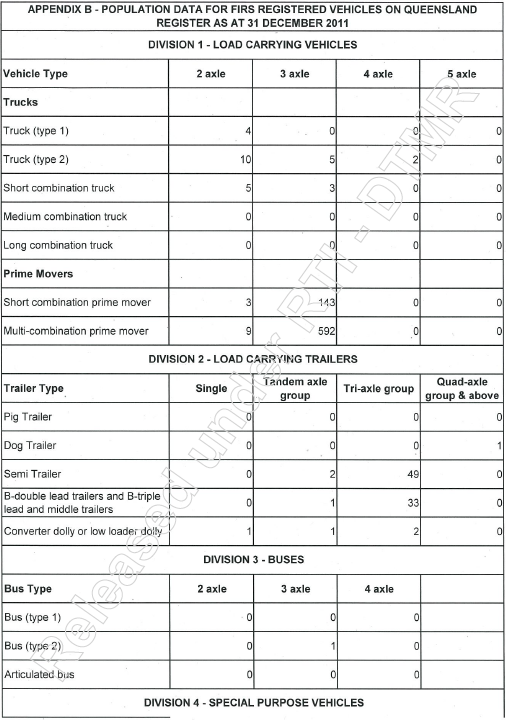 APPENDIX B - POPULATION DATA FOR FIRS REGISTERED VEHICLES ON QUEENSLAND
REGISTER AS AT 31 DECEMBER 2011
DIVISION 1 - LOAD CARRYING VEHICLES
Vehicle Type 2 axle 3 axle 4 axle 5 axle
Trucks
Truck (type 1) 4 0 0 0
Truck (type 2) 10 5 2 0
Short combination truck 5 3 0 0
Medium combination truck 0 0 0 0
Long combination truck 0 0 0 0
Prime Movers
Short combination prime mover 3 143 0 0
Multi-combination prime mover 9 592 0 0
DIVISION 2 - LOAD CARRYING TRAILERS
Trailer Type Single Tandem axle group Tri-axle group Quad-axle group & above
Pig Trailer 0 0 0 0
Dog Trailer 0 0 0 1
Semi Trailer 0 2 49 0
B-double lead trailers and B-triple
lead and middle trailers 0 1 33 0
Converter dolly or low loader dolly 1 1 2 0
DIVISION 3 - BUSES
Bus Type 2 axle 3 axle 4 axle
Bus (type 1) 0 0 0
Bus (type 2) 0 1 0
Articulated bus 0 0 0
DIVISION 4 - SPECIAL PURPOSE VEHICLES
Released under RTI - DTMR